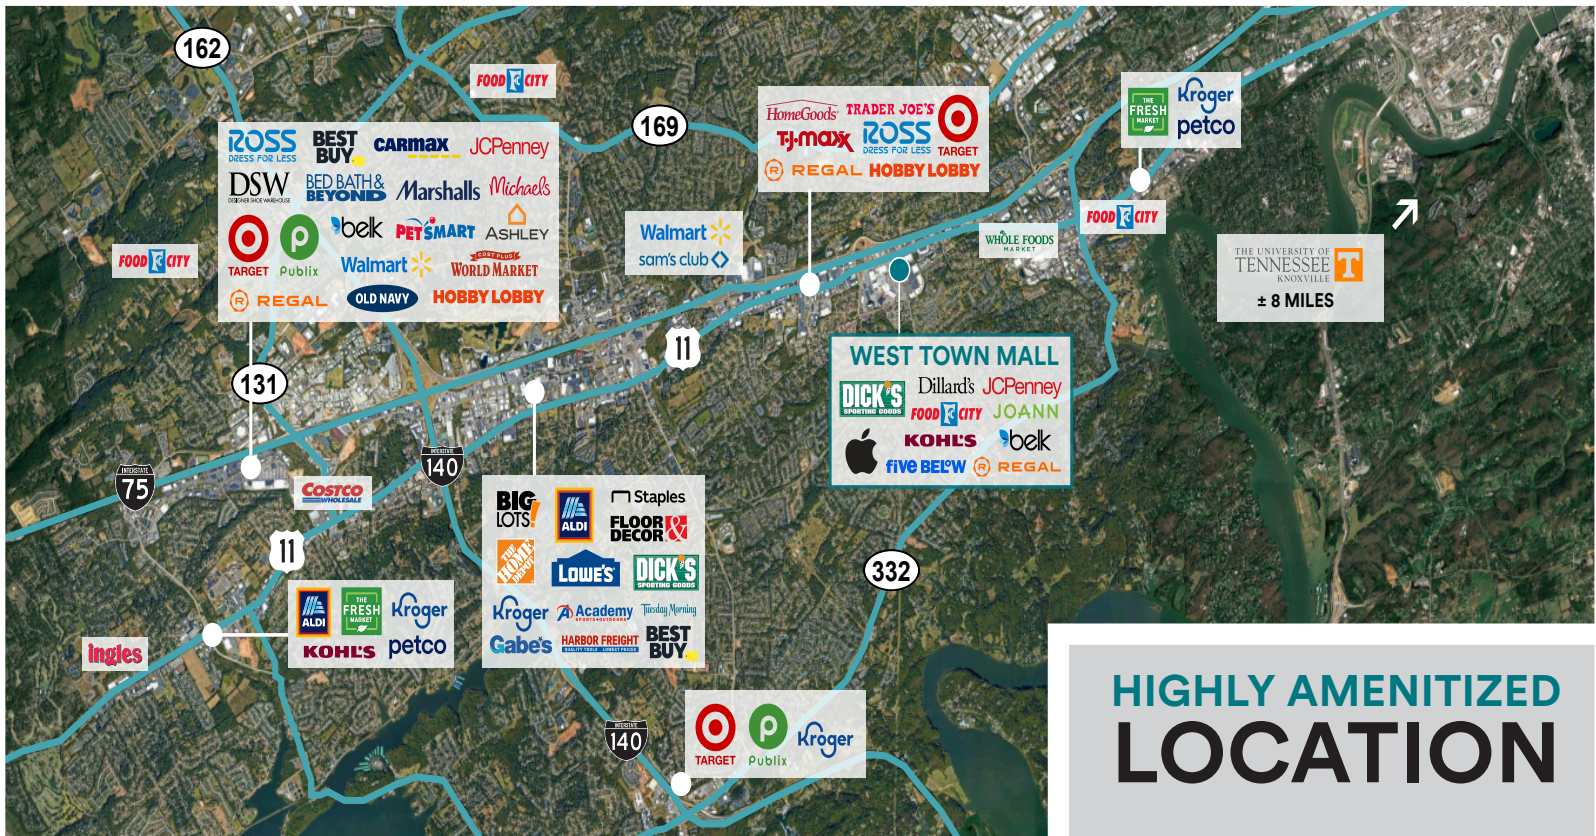 162
FOOD CITY
169
ROSS
DRESS FOR LESS
BEST
BUY
CARMAX
JCPenney
DSW
DESIGNER SHOE WAREHOUSE
BED BATH &
BEYOND
Marshalls
Michaels
TARGET
Publix
belk
PETSMART
ASHLEY
Walmart
COST PLUS
WORLD MARKET
R REGAL
OLD NAVY
HOBBY LOBBY
FOOD CITY
Walmart
sam's club
HomeGoods
TRADER JOE'S
T·J·maxx
ROSS
DRESS FOR LESS
TARGET
R REGAL
HOBBY LOBBY
THE
FRESH
MARKET
Kroger
petco
FOOD CITY
WHOLE FOODS
MARKET
THE UNIVERSITY OF
TENNESSEE T
KNOXVILLE
± 8 MILES
11
WEST TOWN MALL
DICK'S
SPORTING GOODS
Dillard's
JCPenney
FOOD CITY
JOANN
KOHL'S
belk
five BELOW
R REGAL
131
INTERSTATE
75
INTERSTATE
140
COSTCO
WHOLESALE
11
BIG
LOTS!
ALDI
Staples
FLOOR &
DECOR
THE
HOME
DEPOT
LOWE'S
DICK'S
SPORTING GOODS
Kroger
Academy
SPORTS+OUTDOORS
Tuesday Morning
Gabe's
HARBOR FREIGHT
QUALITY TOOLS LOWEST PRICES
BEST
BUY
332
ALDI
THE
FRESH
MARKET
Kroger
KOHL'S
petco
ingles
INTERSTATE
140
TARGET
Publix
Kroger
HIGHLY AMENITIZED
LOCATION